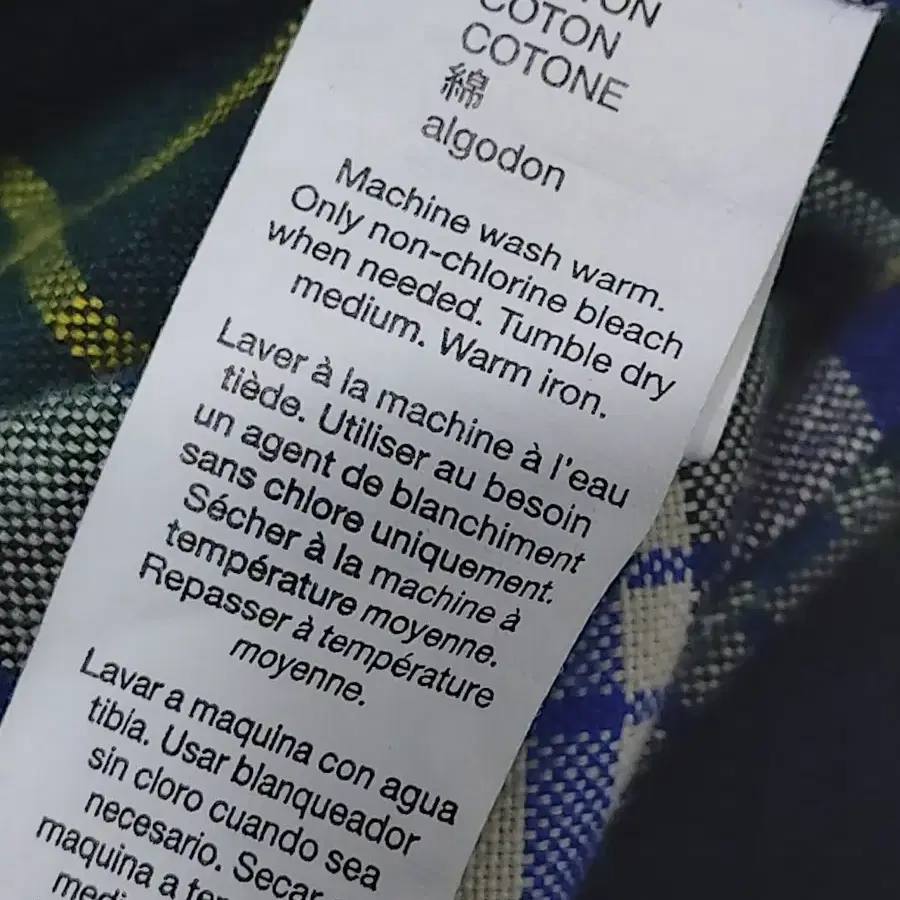 COTON
COTONE
綿
algodon
Machine wash warm.
Only non-chlorine bleach
when needed. Tumble dry
medium. Warm iron.
Laver à la machine à l'eau
tiède. Utiliser au besoin
un agent de blanchiment
sans chlore uniquement.
Sécher à la machine à
température moyenne.
Repasser à température
moyenne.
Lavar a maquina con agua
tibia. Usar blanqueador
sin cloro cuando sea
necesario. Secar
maquina a